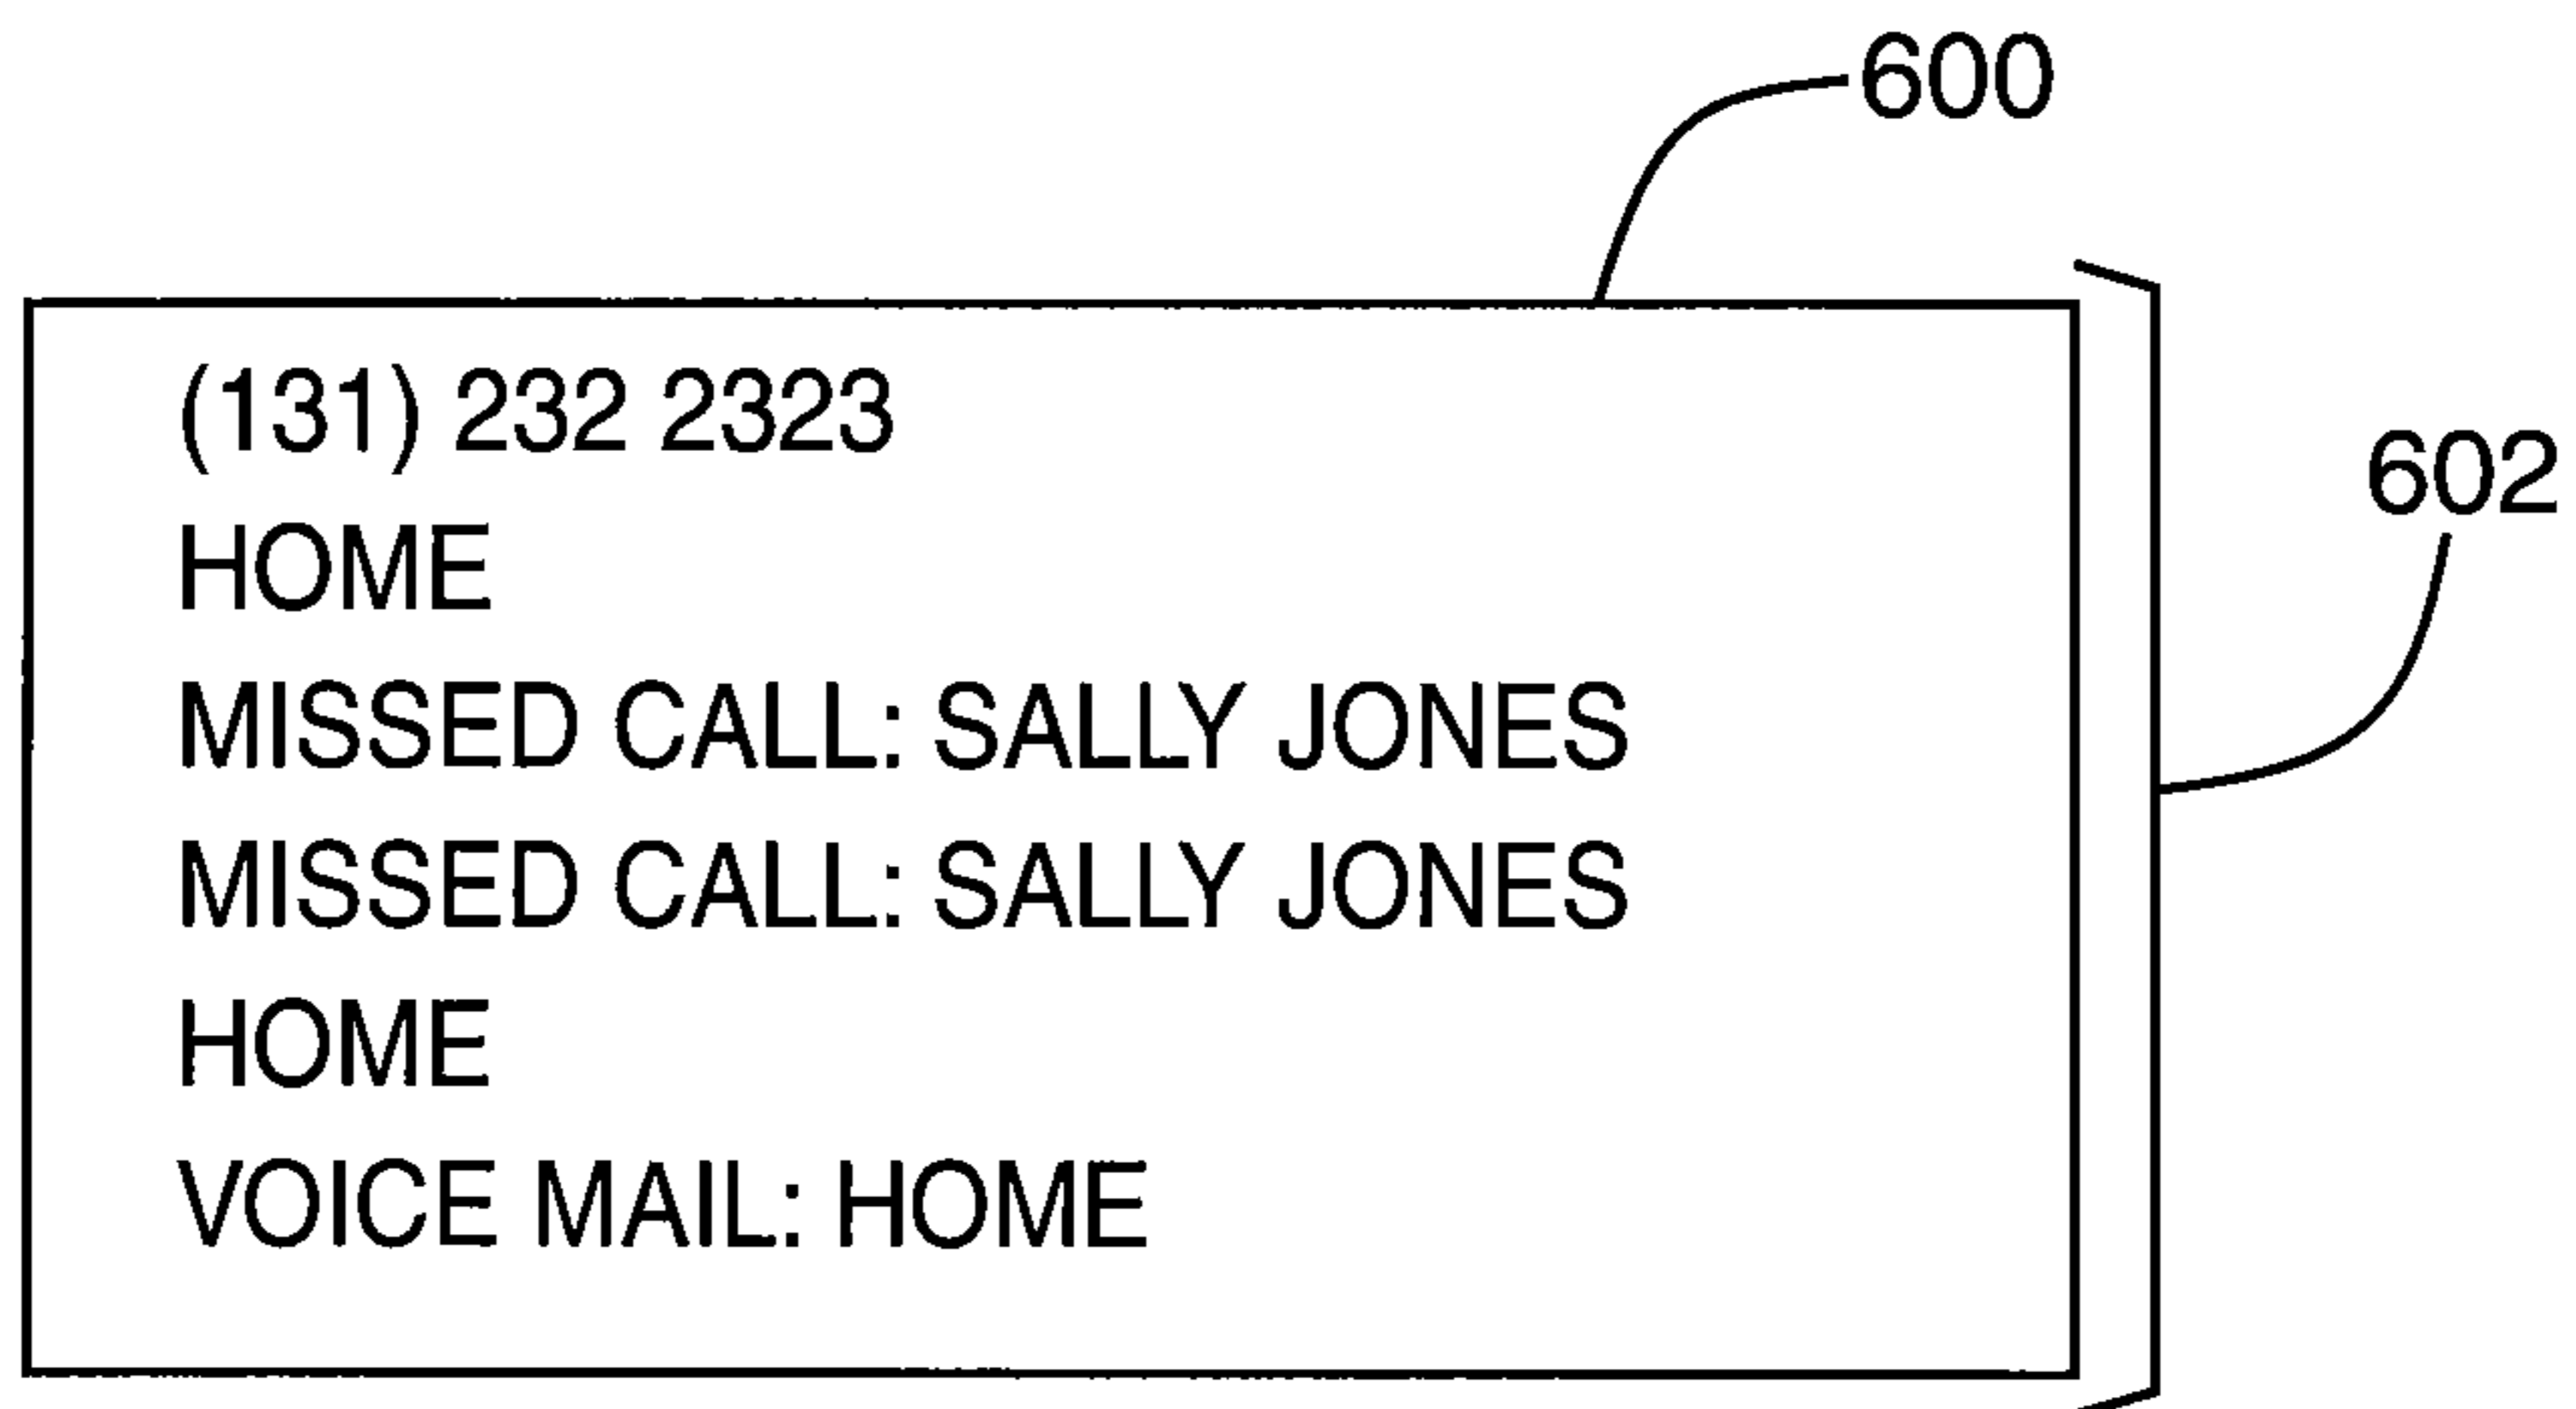 600
(131) 232 2323
HOME
602
MISSED CALL: SALLY JONES
MISSED CALL: SALLY JONES
HOME
VOICE MAIL: HOME